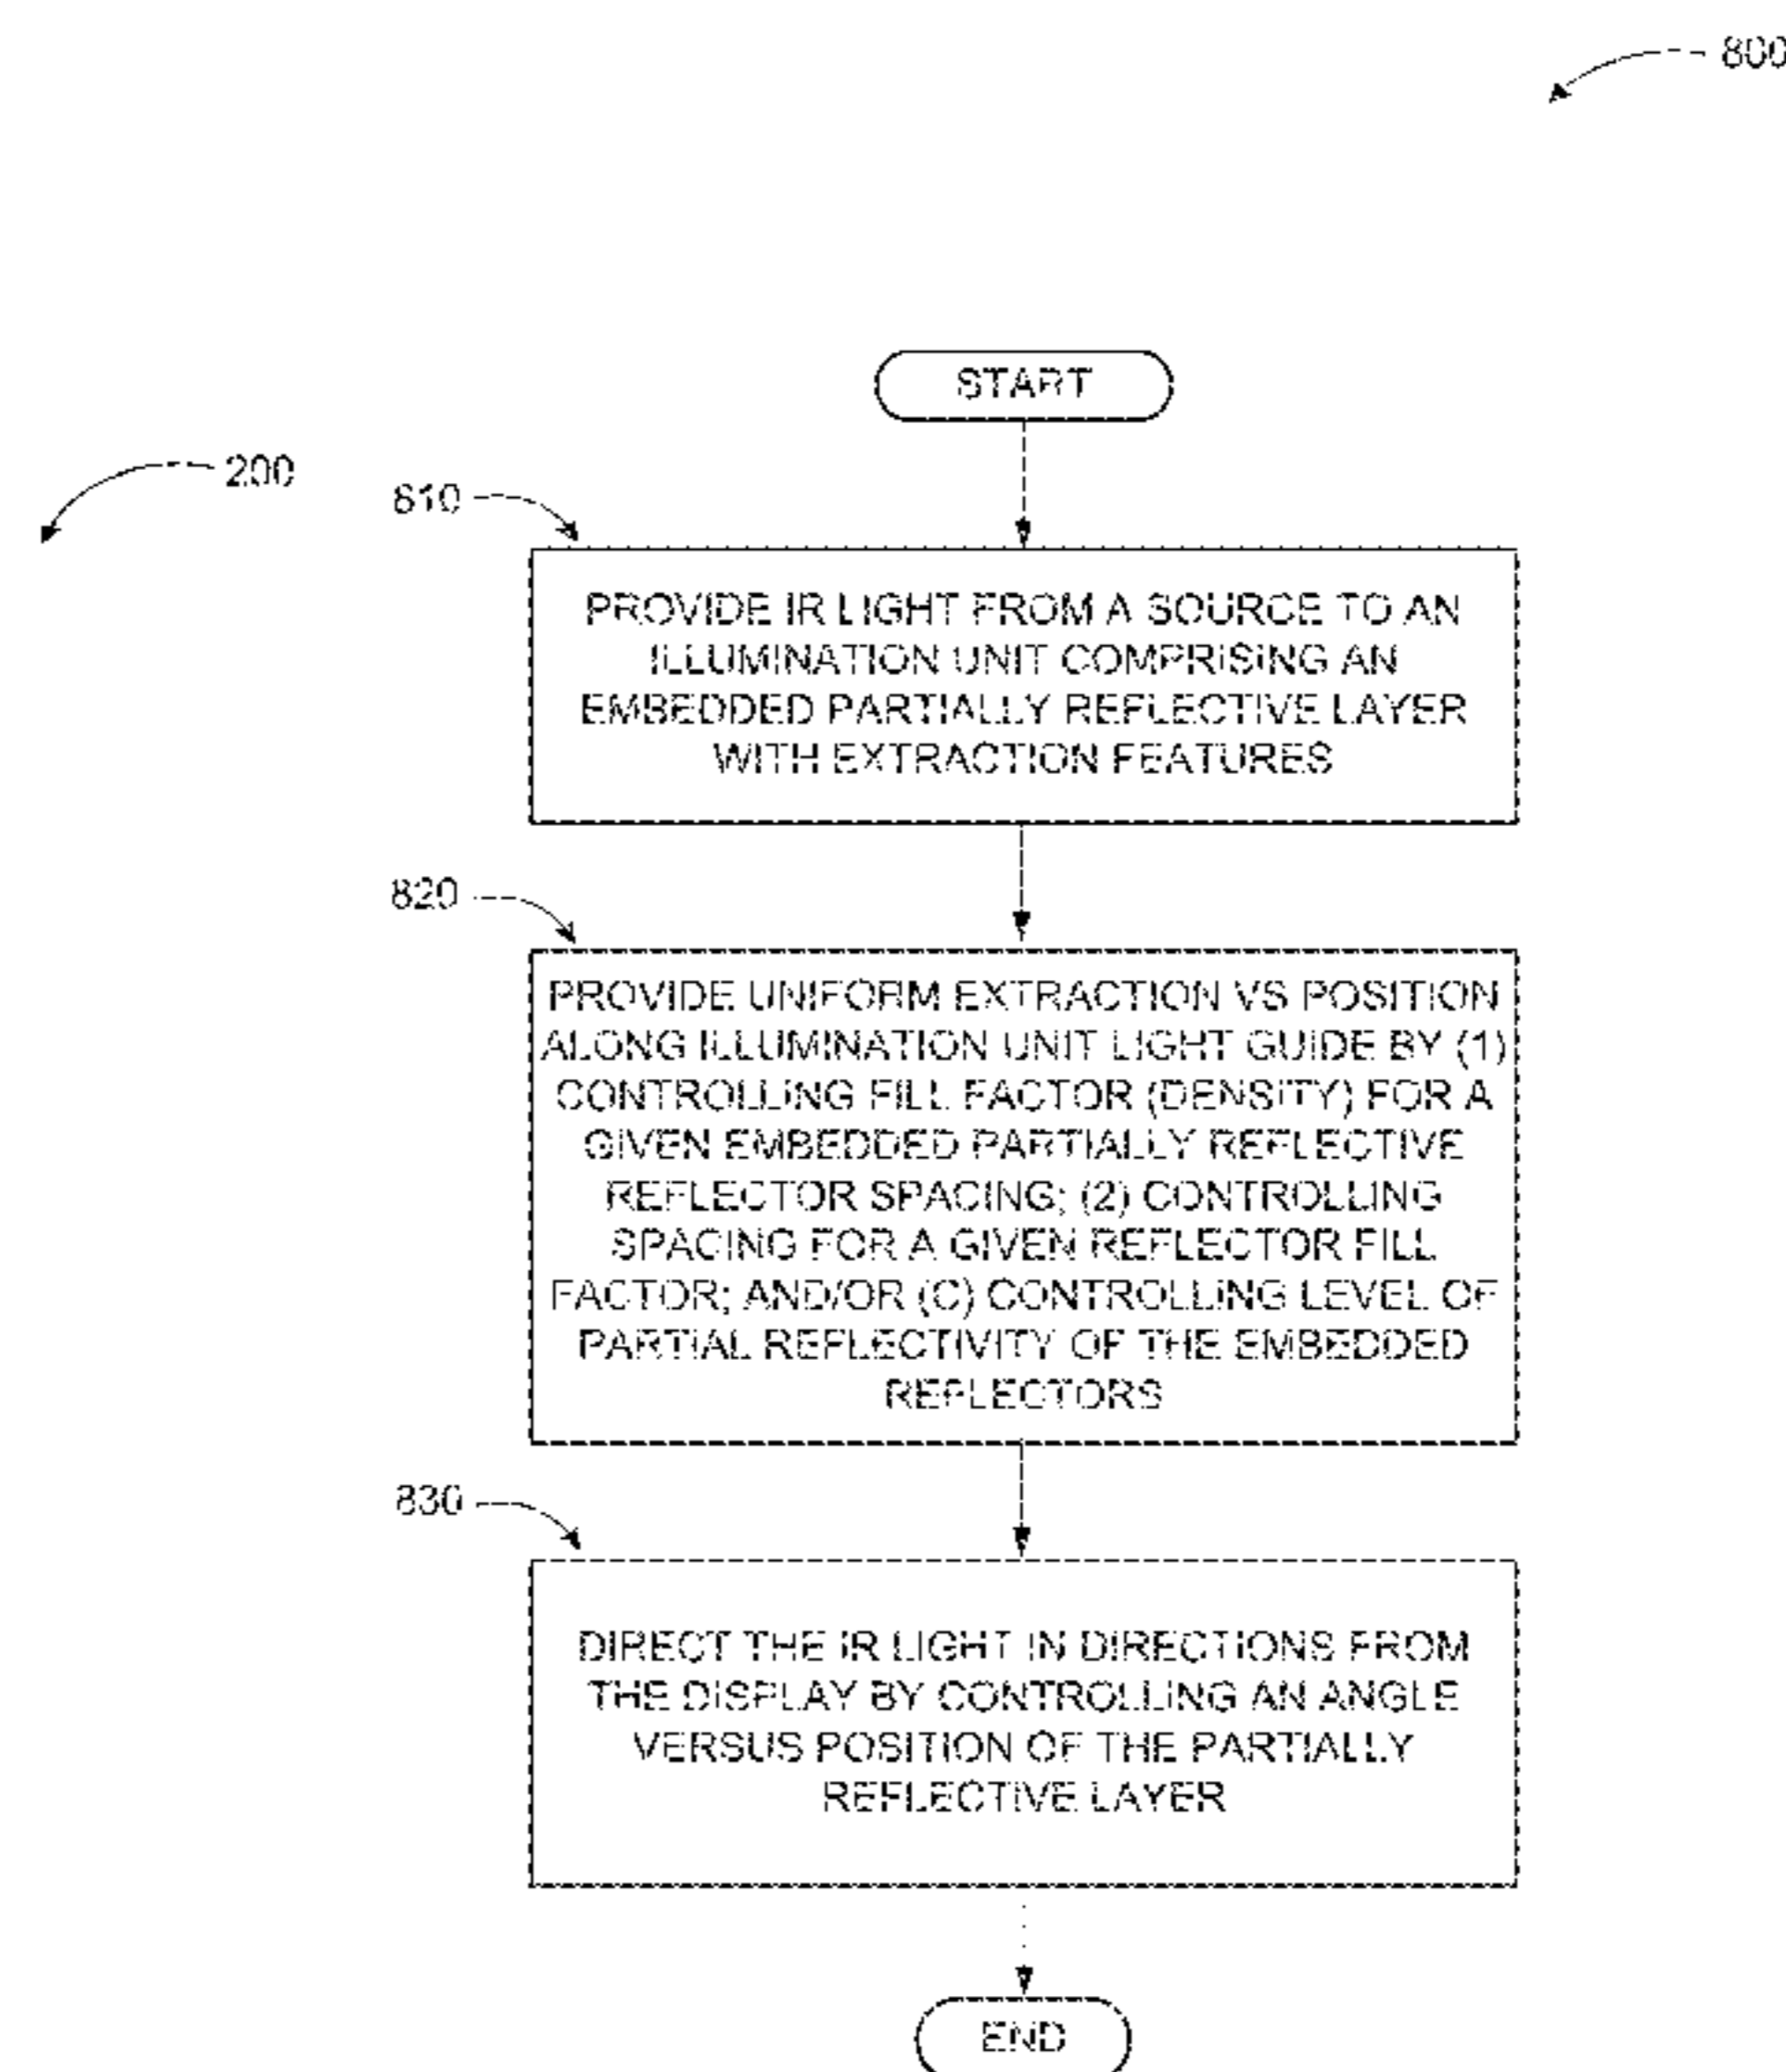 800
START
200
810
PROVIDE IR LIGHT FROM A SOURCE TO AN
ILLUMINATION UNIT COMPRISING AN
EMBEDDED PARTIALLY REFLECTIVE LAYER
WITH EXTRACTION FEATURES
820
PROVIDE UNIFORM EXTRACTION VS POSITION
ALONG ILLUMINATION UNIT LIGHT GUIDE BY (1)
CONTROLLING FILL FACTOR (DENSITY) FOR A
GIVEN EMBEDDED PARTIALLY REFLECTIVE
REFLECTOR SPACING; (2) CONTROLLING
SPACING FOR A GIVEN REFLECTOR FILL
FACTOR; AND/OR (C) CONTROLLING LEVEL OF
PARTIAL REFLECTIVITY OF THE EMBEDDED
REFLECTORS
830
DIRECT THE IR LIGHT IN DIRECTIONS FROM
THE DISPLAY BY CONTROLLING AN ANGLE
VERSUS POSITION OF THE PARTIALLY
REFLECTIVE LAYER
END